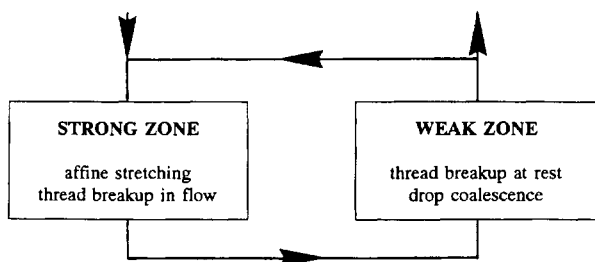 STRONG ZONE
affine stretching
thread breakup in flow
WEAK ZONE
thread breakup at rest
drop coalescence